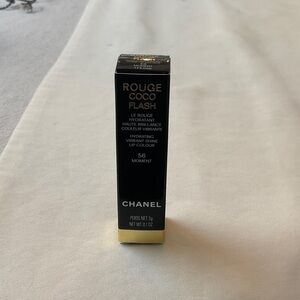 ROUGE
COCO
FLASH
LE ROUGE
HYDRATANT
HAUTE BRILLANCE
COULEUR VIBRANTE
HYDRATING
VIBRANT SHINE
LIP COLOUR
56
MOMENT
CHANEL
POIDS NET 3g
NET WT. 0.1 OZ.